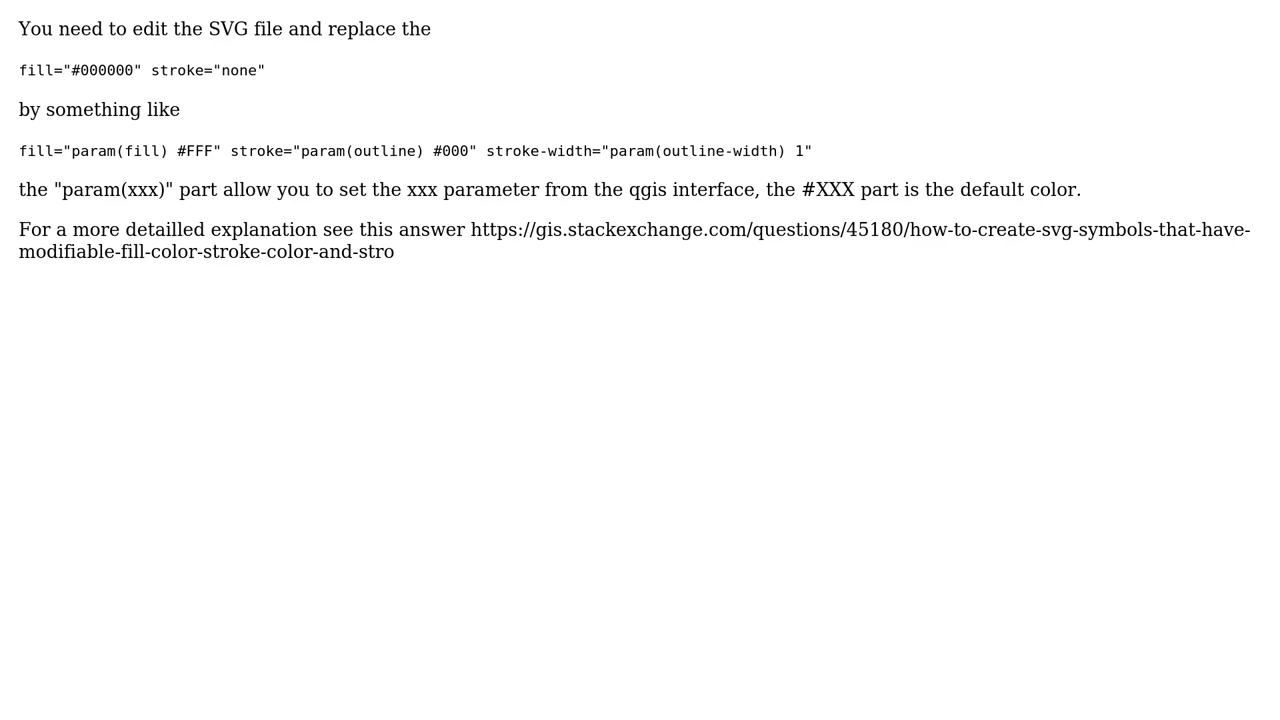 You need to edit the SVG file and replace the
fill="#000000" stroke="none"
by something like
fill="param(fill) #FFF" stroke="param(outline) #000" stroke-width="param(outline-width) 1"
the "param(xxx)" part allow you to set the xxx parameter from the qgis interface, the #XXX part is the default color.
For a more detailled explanation see this answer https://gis.stackexchange.com/questions/45180/how-to-create-svg-symbols-that-have-
modifiable-fill-color-stroke-color-and-stro